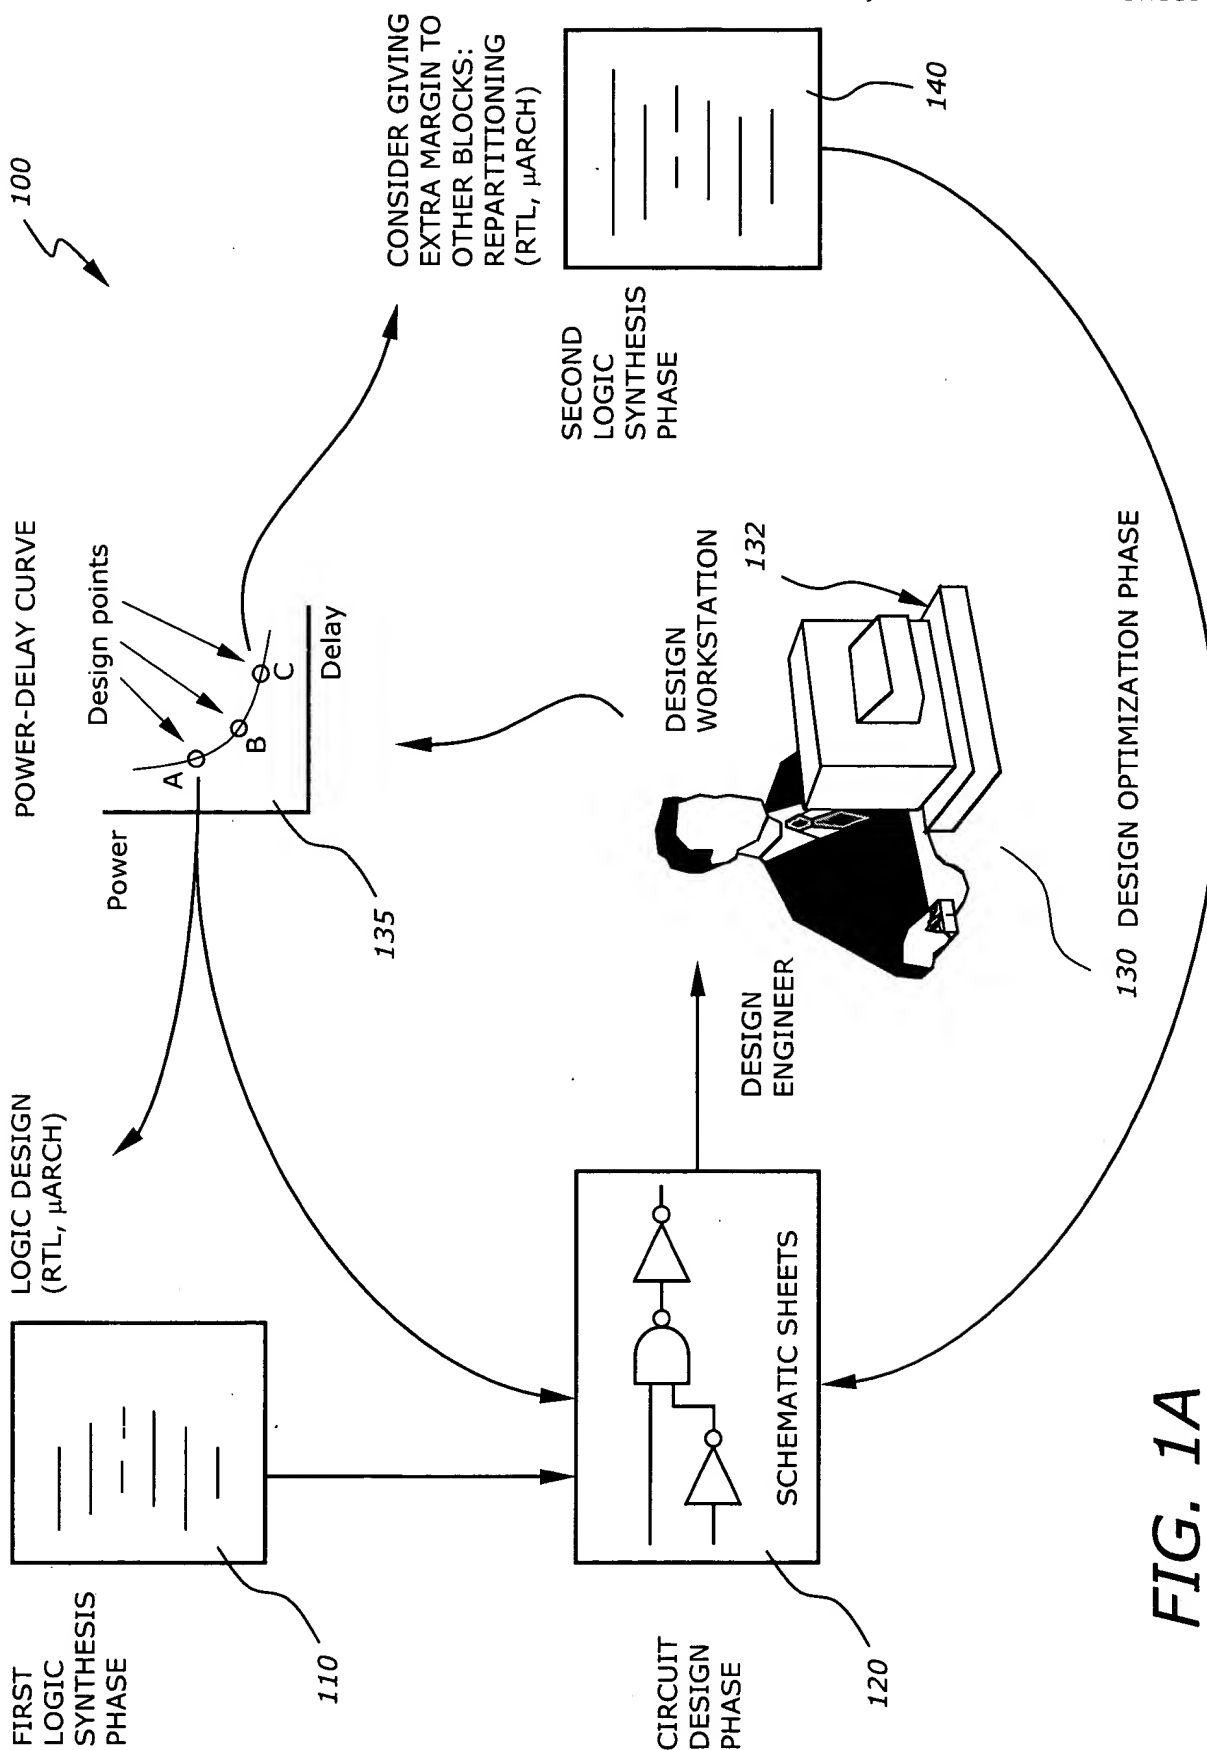 100
POWER-DELAY CURVE
Power
Design points
A
B
C
Delay
135
LOGIC DESIGN
(RTL, µARCH)
FIRST
LOGIC
SYNTHESIS
PHASE
110
CONSIDER GIVING
EXTRA MARGIN TO
OTHER BLOCKS:
REPARTITIONING
(RTL, µARCH)
SECOND
LOGIC
SYNTHESIS
PHASE
140
CIRCUIT
DESIGN
PHASE
120
SCHEMATIC SHEETS
DESIGN
ENGINEER
DESIGN
WORKSTATION
132
130 DESIGN OPTIMIZATION PHASE
FIG. 1A